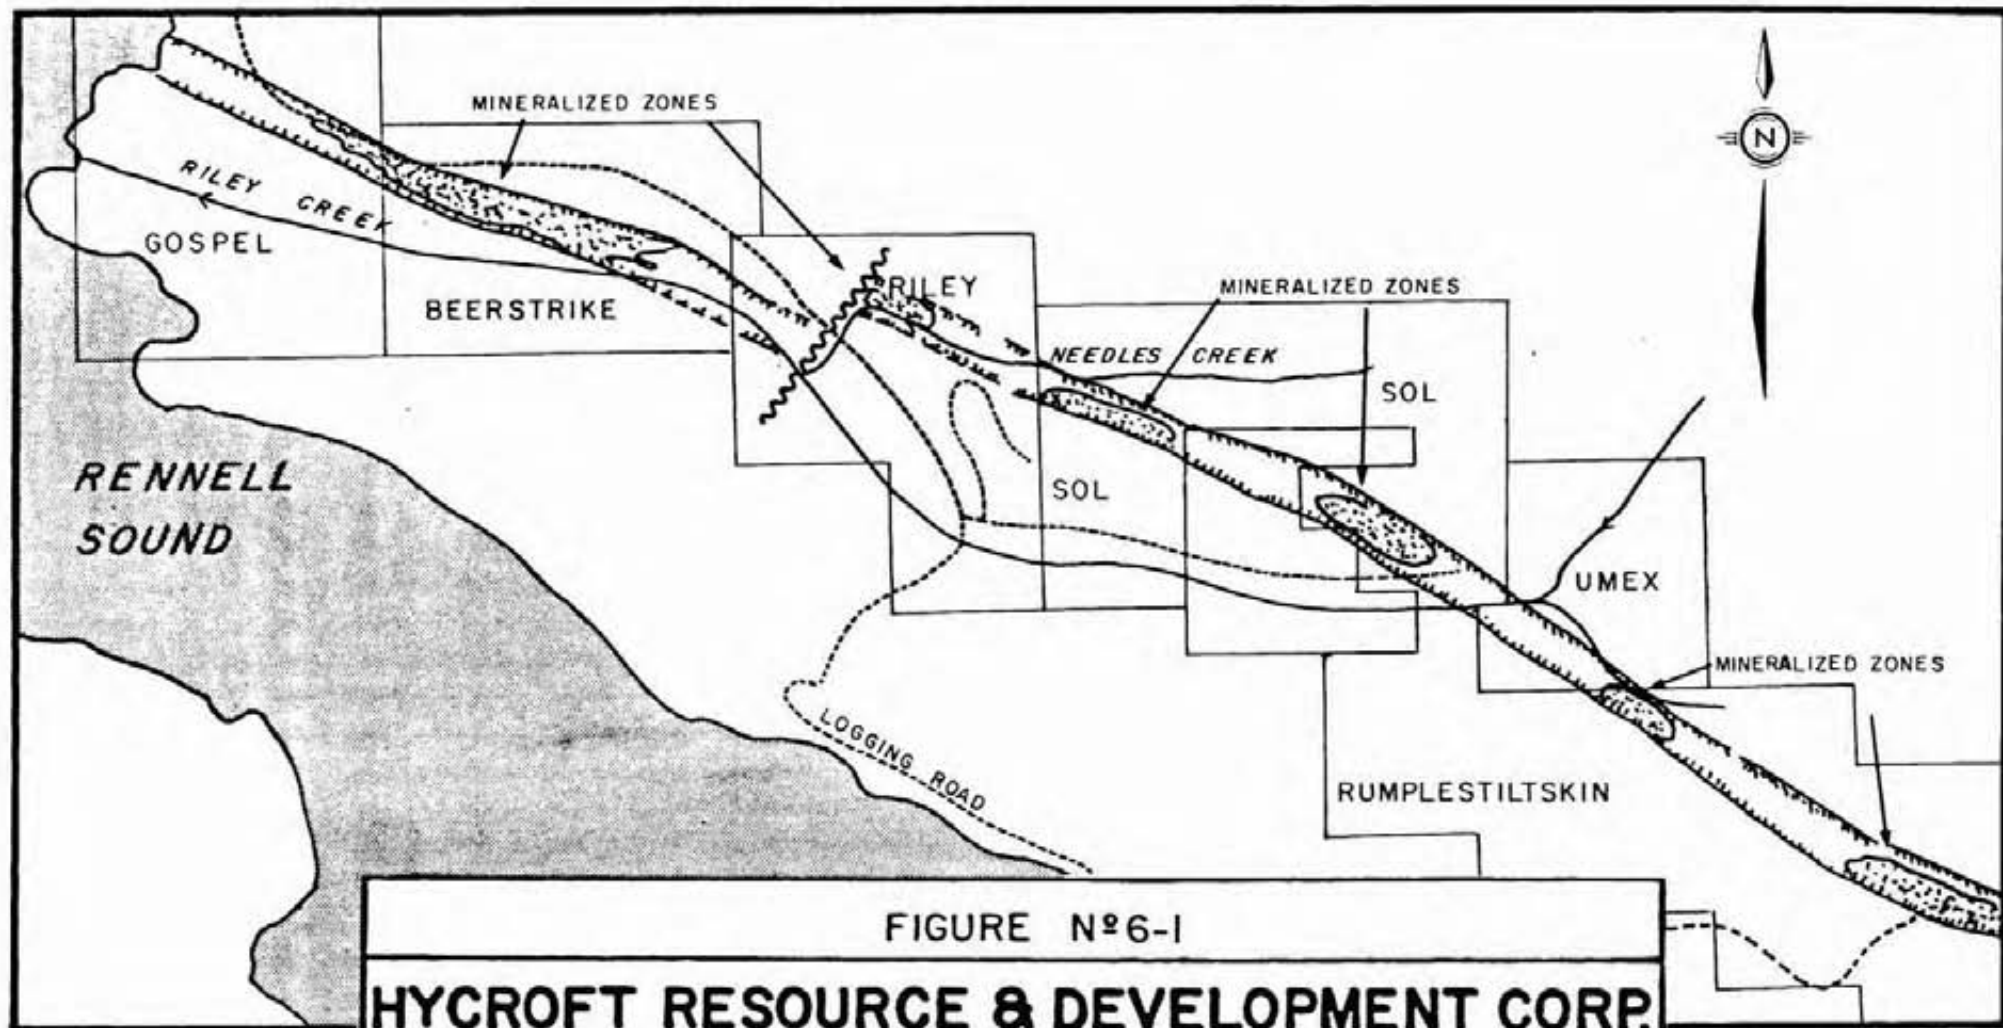 MINERALIZED ZONES
N
RILEY CREEK
GOSPEL
BEERSTRIKE
RILEY
MINERALIZED ZONES
NEEDLES CREEK
SOL
RENNELL
SOUND
SOL
UMEX
MINERALIZED ZONES
LOGGING ROAD
RUMPLESTILTSKIN
FIGURE Nº6-1
HYCROFT RESOURCE & DEVELOPMENT CORP.